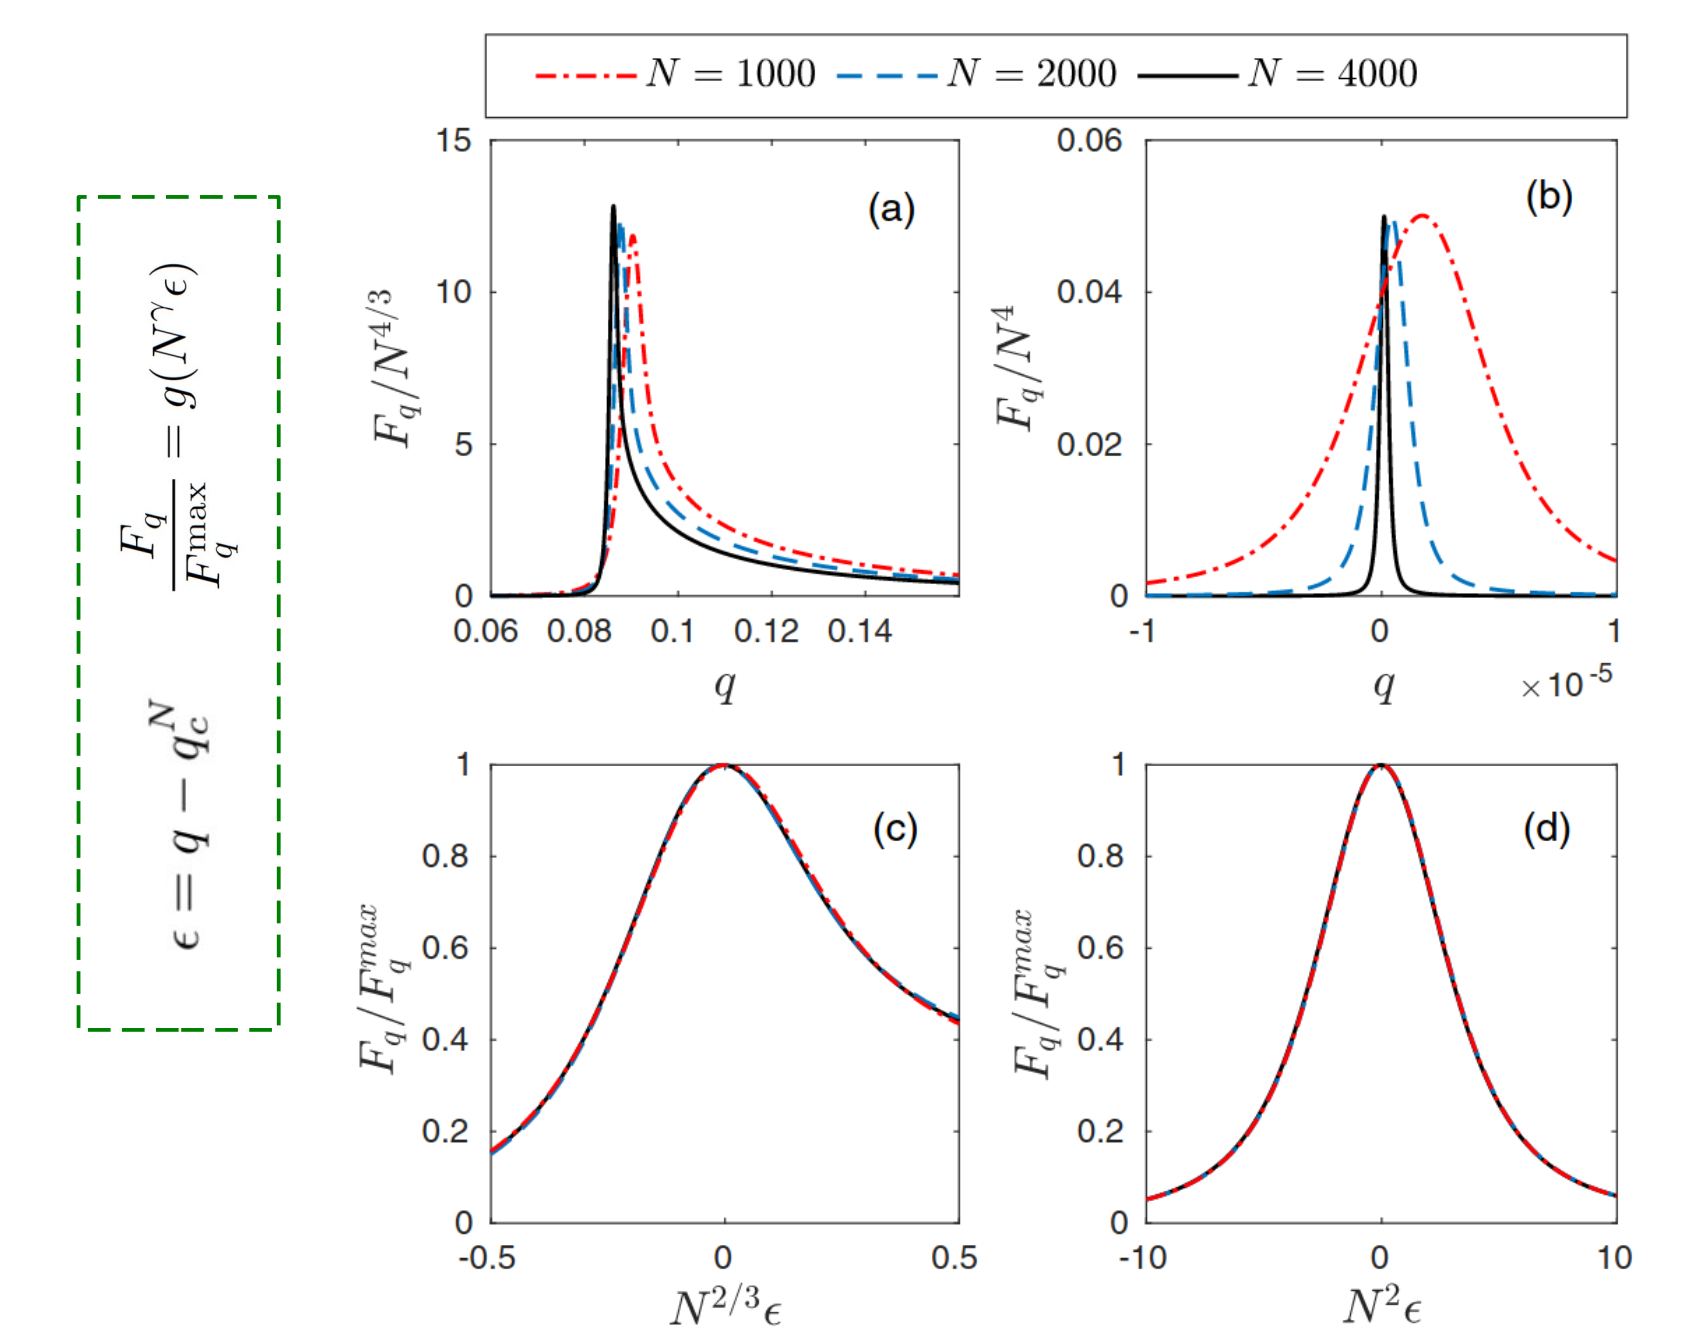 N = 1000 N = 2000 N = 4000
F_q / F_q^max = g(N^γ ϵ)
ϵ = q − q_c^N
(a)
F_q/N^{4/3}
15
10
5
0
0.06 0.08 0.1 0.12 0.14
q
(b)
F_q/N^4
0.06
0.04
0.02
0
-1 0 1
q ×10^-5
(c)
F_q/F_q^{max}
1
0.8
0.6
0.4
0.2
0
-0.5 0 0.5
N^{2/3}ϵ
(d)
F_q/F_q^{max}
1
0.8
0.6
0.4
0.2
0
-10 0 10
N^2ϵ